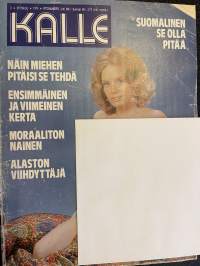 KALLE
SUOMALINEN
SE OLLA
PITÄÄ
NÄIN MIEHEN
PITÄISI SE TEHDÄ
ENSIMMÄINEN
JA VIIMEINEN
KERTA
MORAALITON
NAINEN
ALASTON
VIIHDYTTÄJÄ